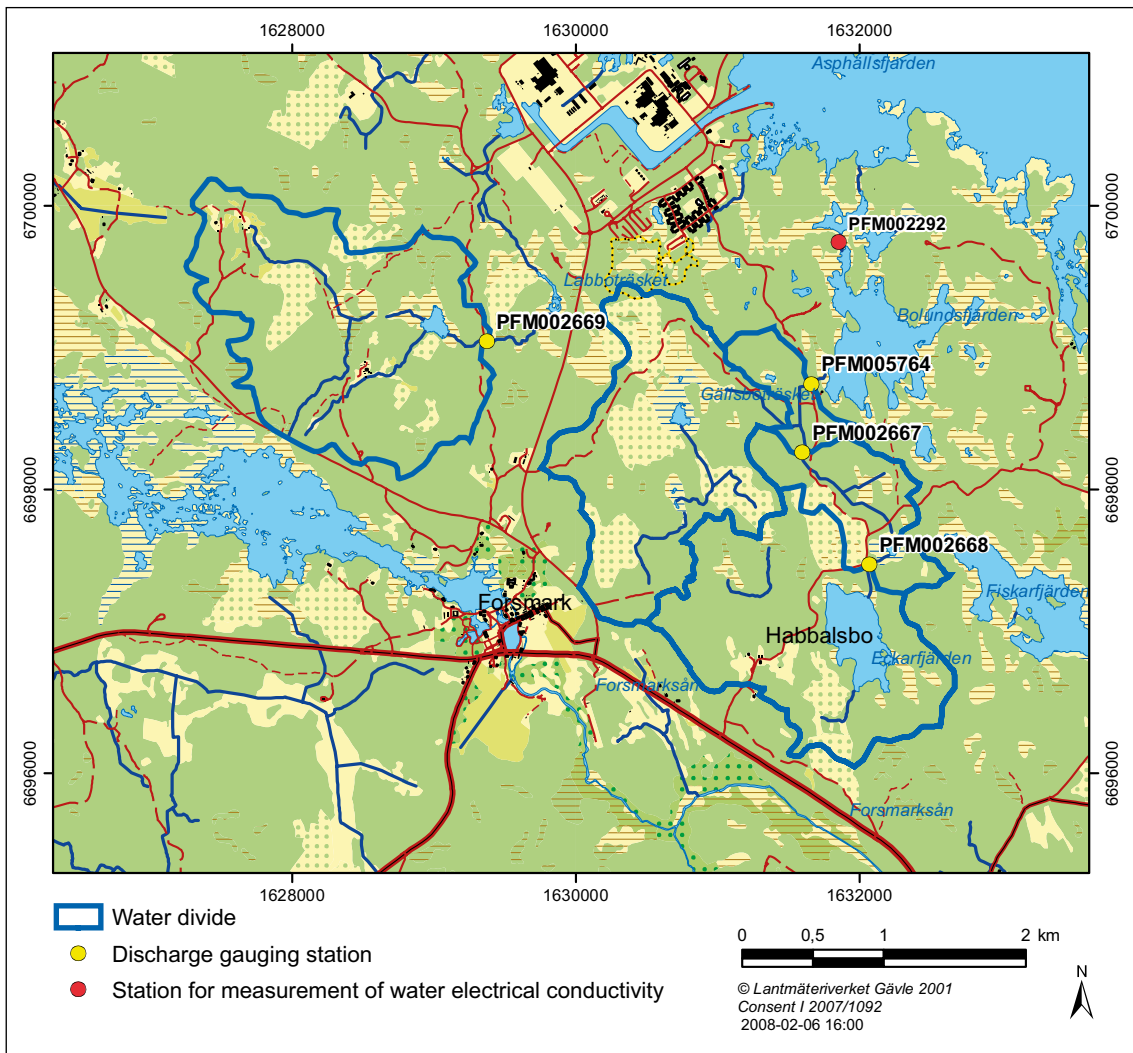 1628000
1630000
1632000
Asphällsfjärden
6700000
6700000
PFM002292
Labboträsket
Bolundsfjärden
PFM002669
PFM005764
Gällsboträsket
PFM002667
6698000
6698000
PFM002668
Fiskarfjärden
Forsmark
Habbalsbo
Eckarfjärden
Forsmarksån
6696000
6696000
Forsmarksån
1628000
1630000
1632000
Water divide
Discharge gauging station
Station for measurement of water electrical conductivity
0 0,5 1 2 km
© Lantmäteriverket Gävle 2001
Consent I 2007/1092
2008-02-06 16:00
N